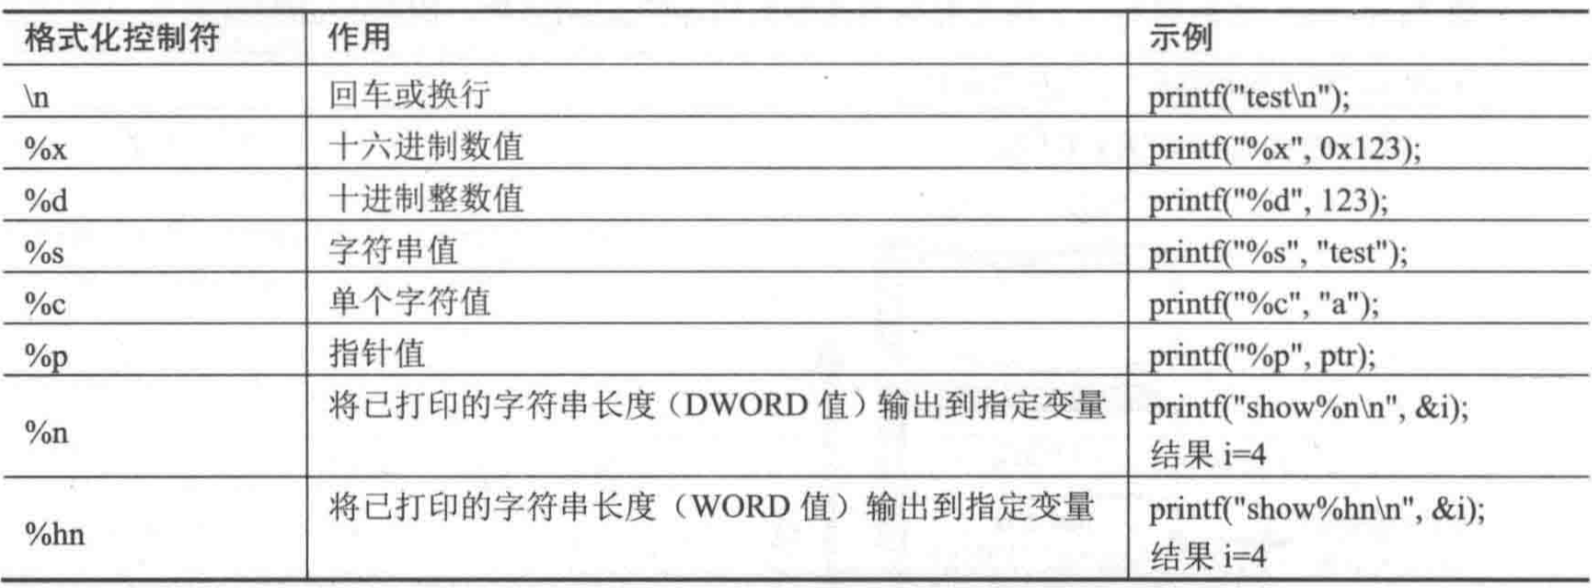 格式化控制符 作用 示例
\n 回车或换行 printf("test\n");
%x 十六进制数值 printf("%x", 0x123);
%d 十进制整数值 printf("%d", 123);
%s 字符串值 printf("%s", "test");
%c 单个字符值 printf("%c", "a");
%p 指针值 printf("%p", ptr);
%n 将已打印的字符串长度（DWORD 值）输出到指定变量 printf("show%n\n", &i);
结果 i=4
%hn 将已打印的字符串长度（WORD 值）输出到指定变量 printf("show%hn\n", &i);
结果 i=4